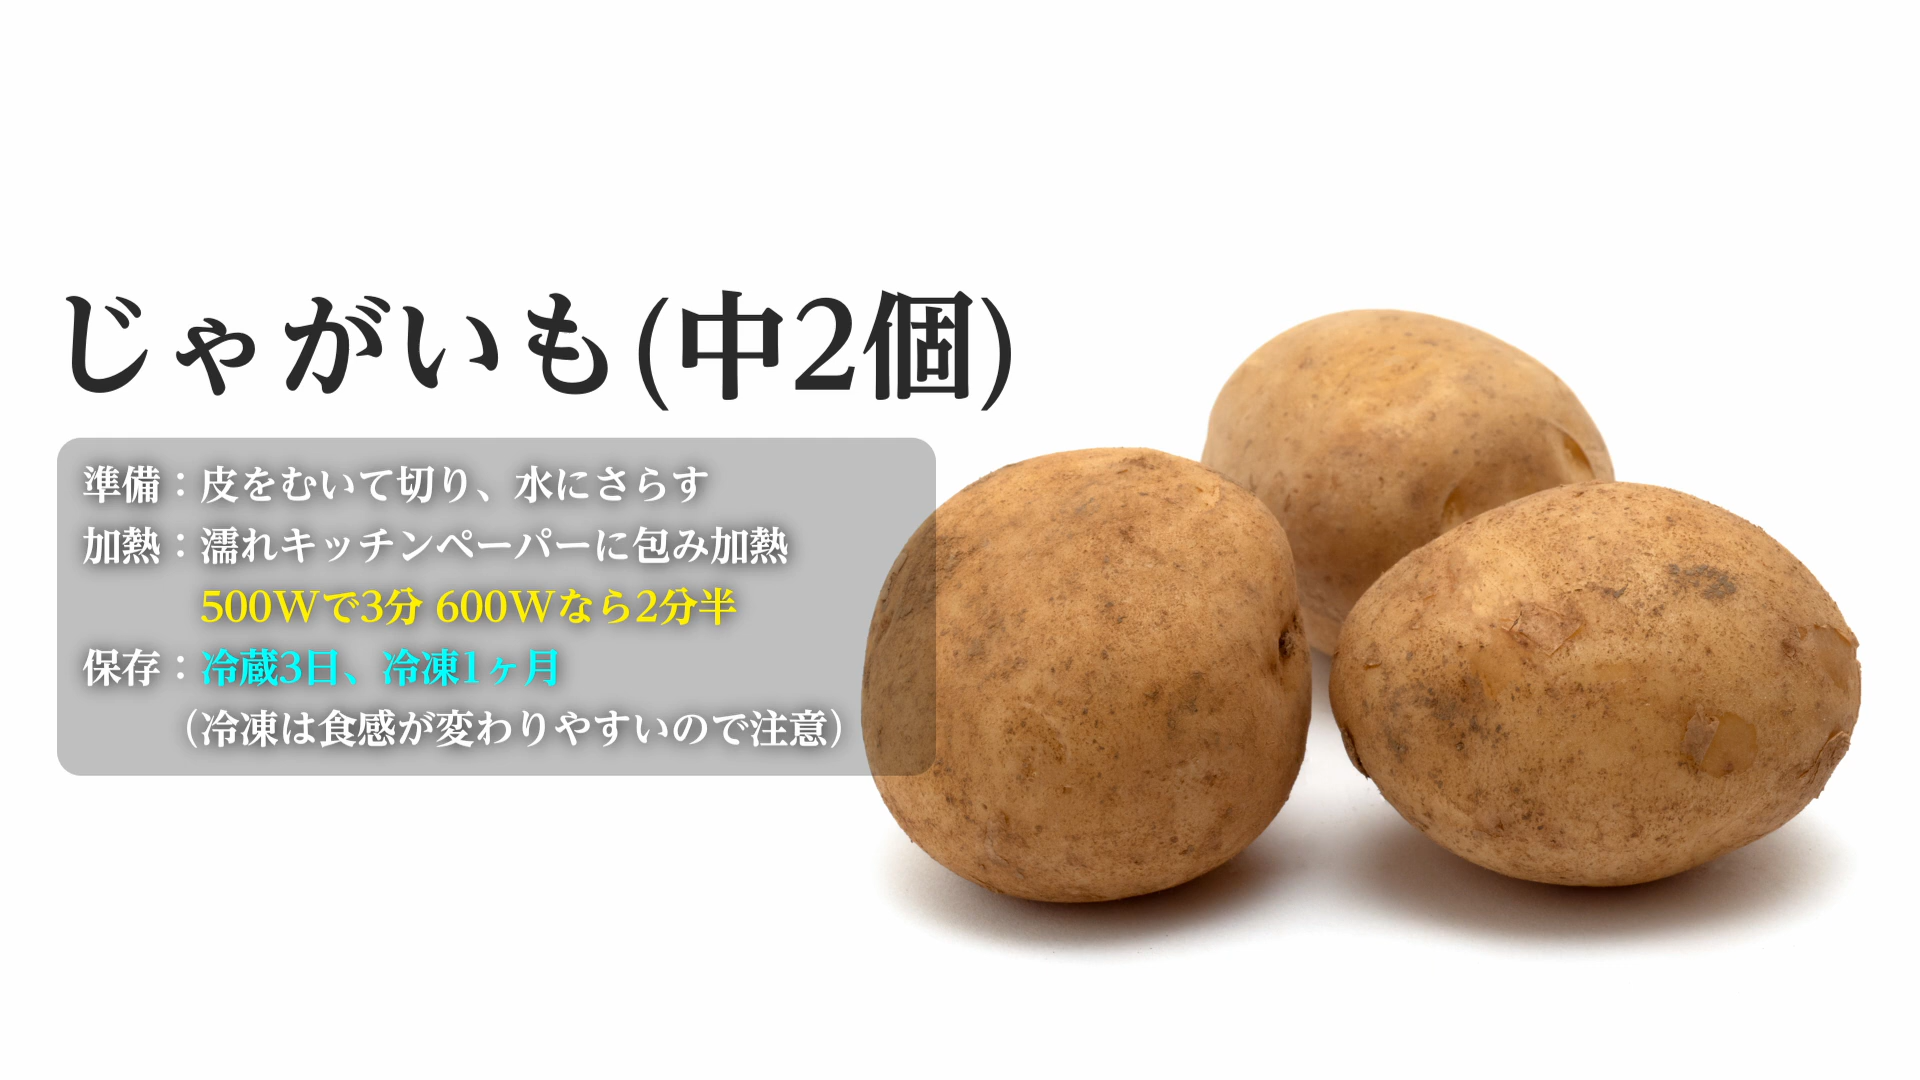 じゃがいも(中2個)
準備：皮をむいて切り、水にさらす
加熱：濡れキッチンペーパーに包み加熱
500Wで3分 600Wなら2分半
保存：冷蔵3日、冷凍1ヶ月
（冷凍は食感が変わりやすいので注意）